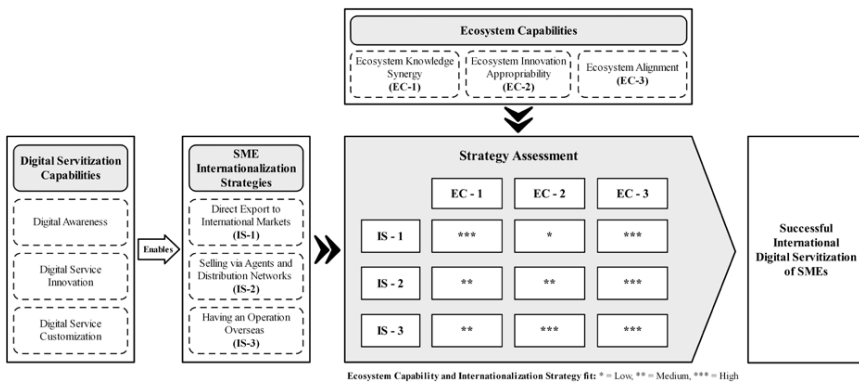 Ecosystem Capabilities
Ecosystem Knowledge
Synergy
(EC-1)
Ecosystem Innovation
Appropriability
(EC-2)
Ecosystem Alignment
(EC-3)
Digital Servitization
Capabilities
Digital Awareness
Digital Service
Innovation
Digital Service
Customization
Enables
SME
Internationalization
Strategies
Direct Export to
International Markets
(IS-1)
Selling via Agents and
Distribution Networks
(IS-2)
Having an Operation
Overseas
(IS-3)
Strategy Assessment
EC - 1 EC - 2 EC - 3
IS - 1 *** * ***
IS - 2 ** ** ***
IS - 3 ** *** ***
Successful
International
Digital Servitization
of SMEs
Ecosystem Capability and Internationalization Strategy fit: * = Low, ** = Medium, *** = High